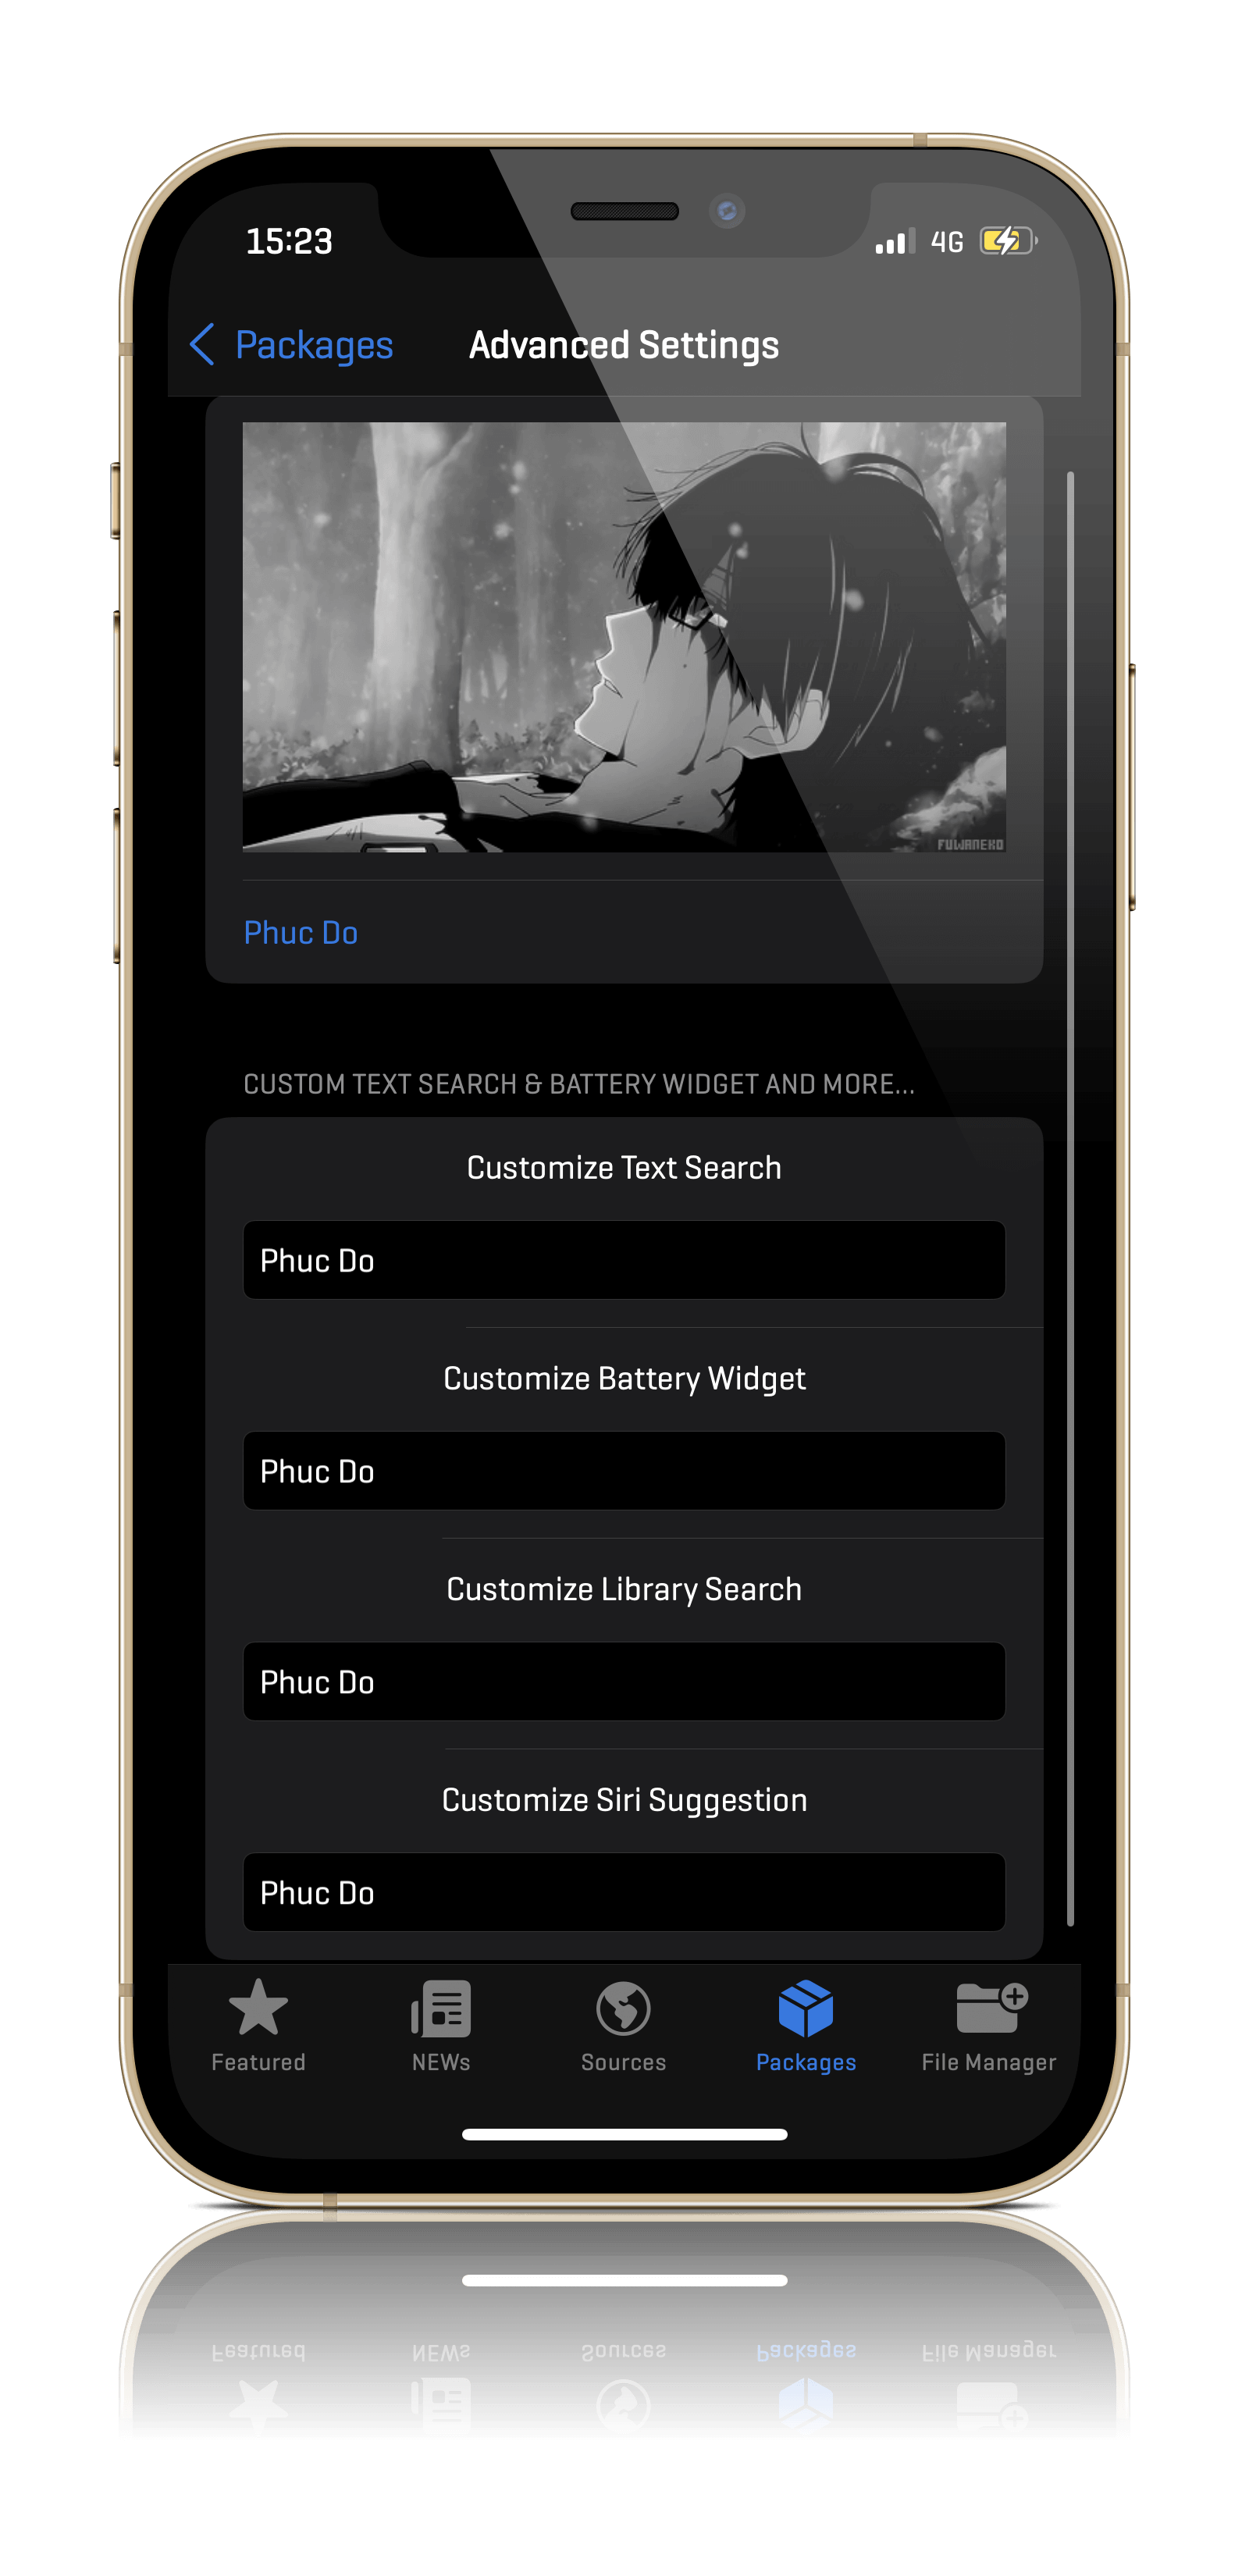 15:23
4G
Packages
Advanced Settings
FUWANEKO
Phuc Do
CUSTOM TEXT SEARCH & BATTERY WIDGET AND MORE...
Customize Text Search
Phuc Do
Customize Battery Widget
Phuc Do
Customize Library Search
Phuc Do
Customize Siri Suggestion
Phuc Do
Featured
NEWs
Sources
Packages
File Manager